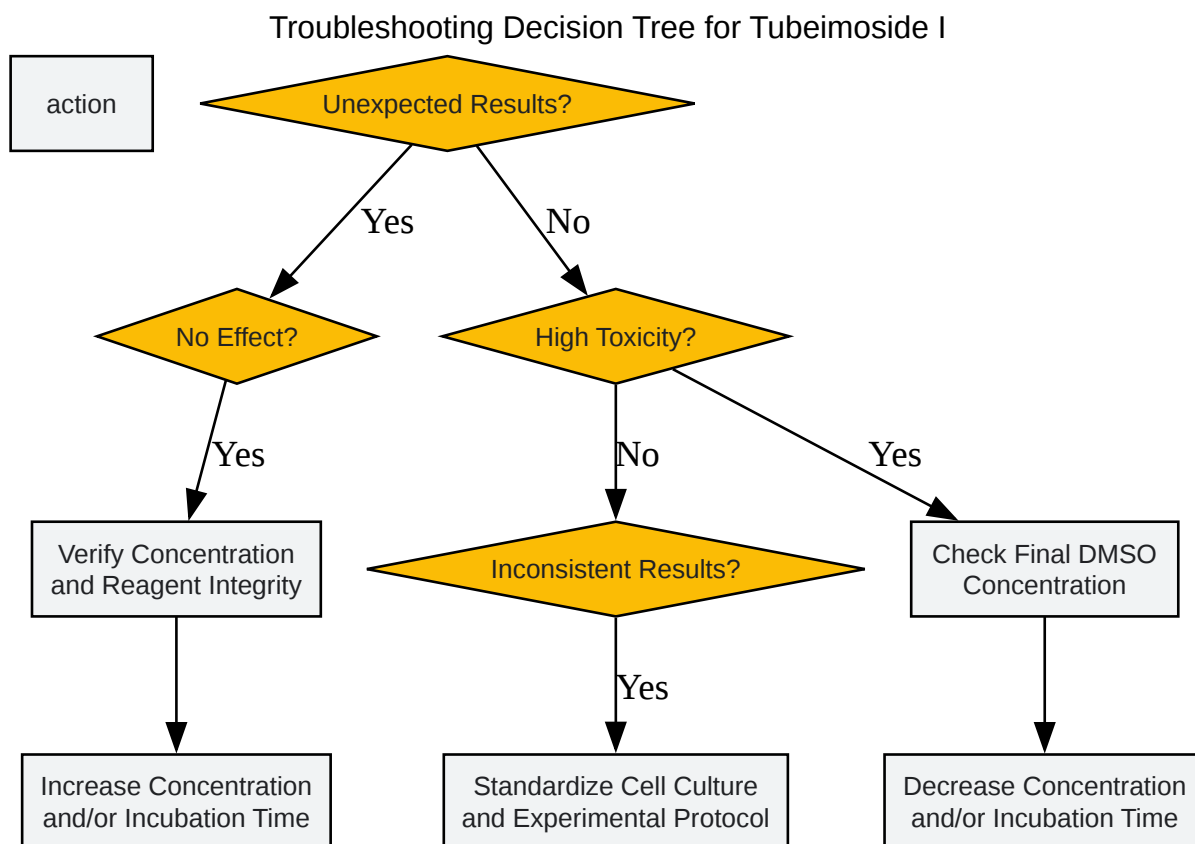 Troubleshooting Decision Tree for Tubeimoside I
action
Unexpected Results?
Yes
No
No Effect?
High Toxicity?
Yes
No
Yes
Verify Concentration
and Reagent Integrity
Inconsistent Results?
Check Final DMSO
Concentration
Yes
Increase Concentration
and/or Incubation Time
Standardize Cell Culture
and Experimental Protocol
Decrease Concentration
and/or Incubation Time